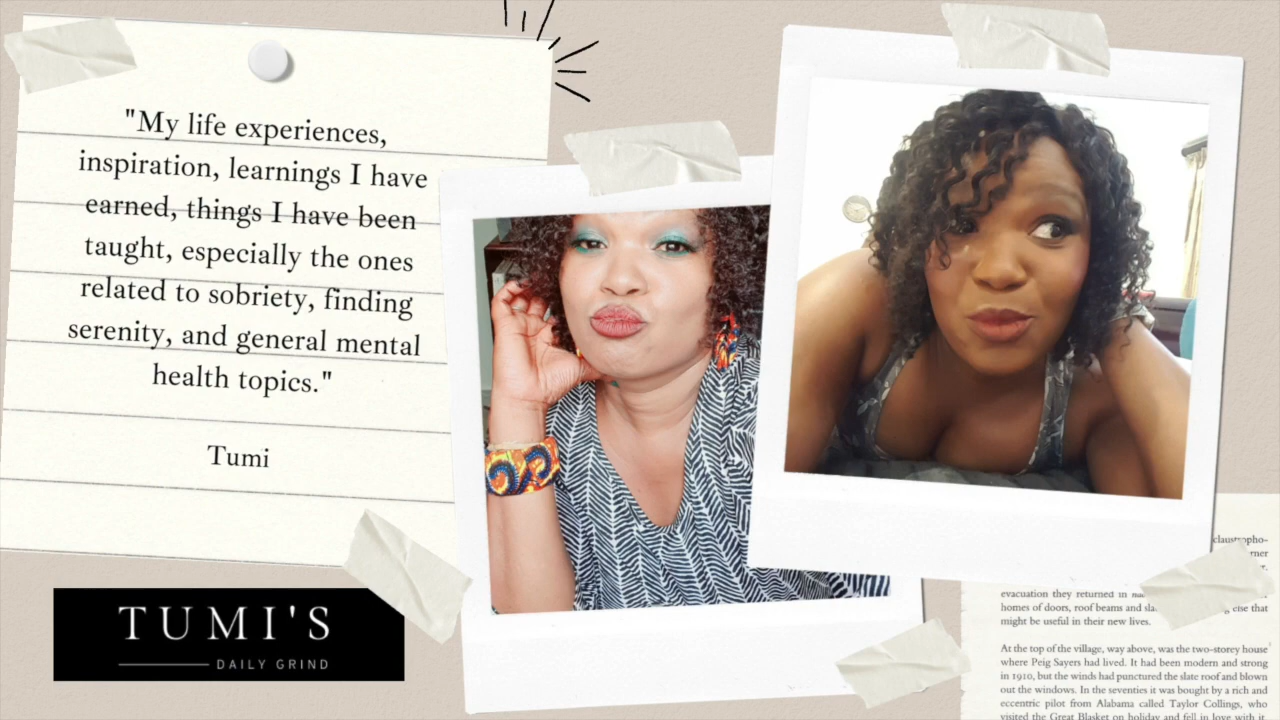 "My life experiences,
inspiration, learnings I have
earned, things I have been
taught, especially the ones
related to sobriety, finding
serenity, and general mental
health topics."
Tumi
TUMI'S
DAILY GRIND
claustropho-
evacuation they returned in
homes of doors, roof beams and else that
might be useful in their new lives.
At the top of the village, way above, was the two-storey house
where Peig Sayers had lived. It had been modern and strong
in 1910, but the winds had punctured the slate roof and blown
out the windows. In the seventies it was bought by a rich and
eccentric pilot from Alabama called Taylor Collings, who
visited the Great Blasket on holiday and fell in love with it.